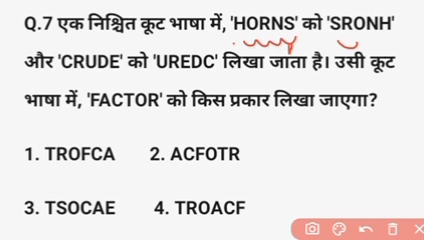 Q.7 एक निश्चित कूट भाषा में, 'HORNS' को 'SRONH'
और 'CRUDE' को 'UREDC' लिखा जाता है। उसी कूट
भाषा में, 'FACTOR' को किस प्रकार लिखा जाएगा?
1. TROFCA 2. ACFOTR
3. TSOCAE 4. TROACF